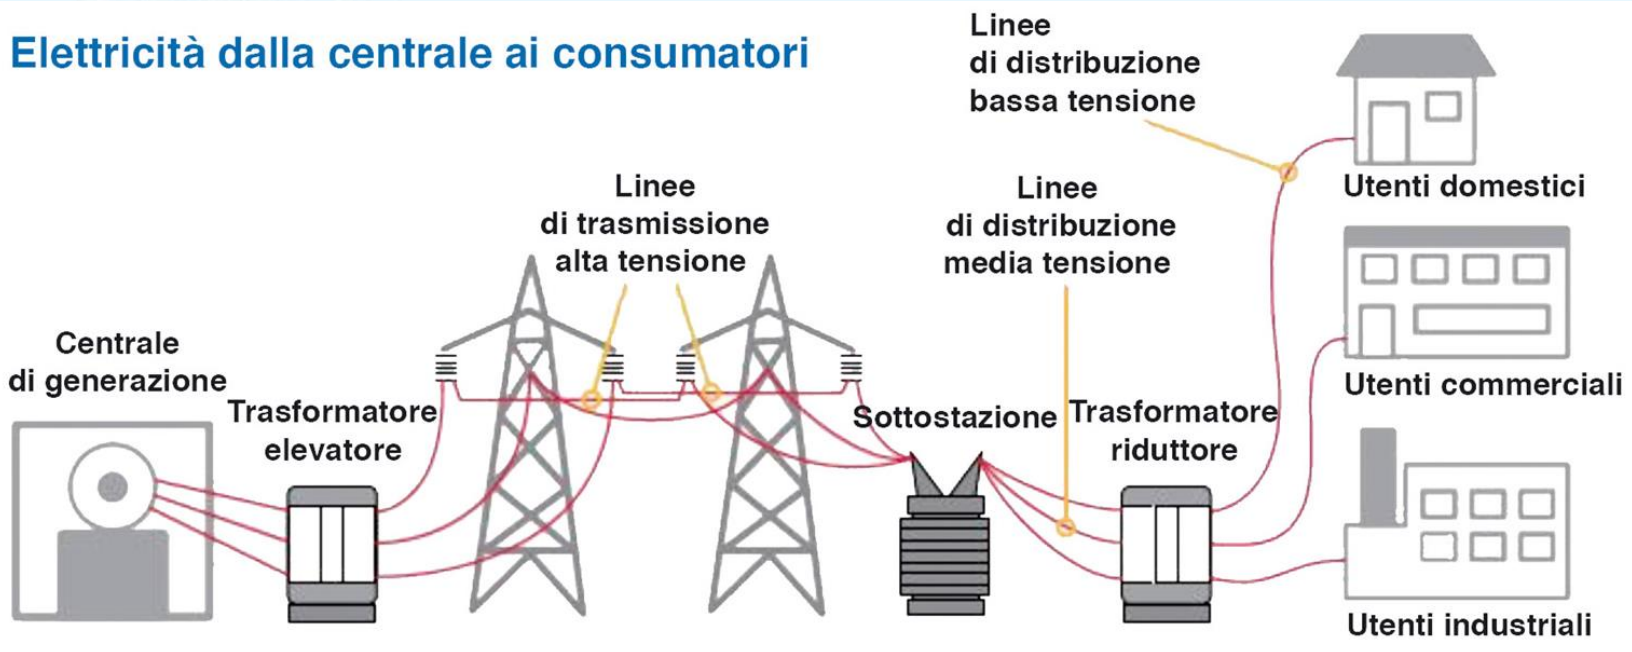 Elettricità dalla centrale ai consumatori
Linee
di distribuzione
bassa tensione
Linee
di trasmissione
alta tensione
Linee
di distribuzione
media tensione
Utenti domestici
Centrale
di generazione
Trasformatore
elevatore
Sottostazione
Trasformatore
riduttore
Utenti commerciali
Utenti industriali